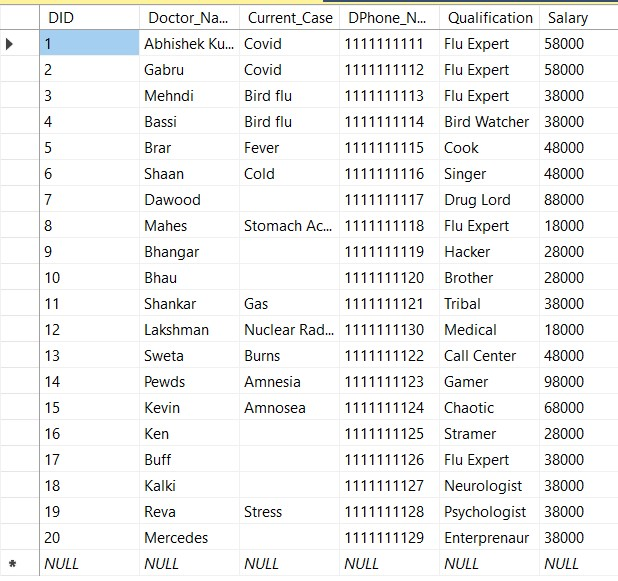 DID Doctor_Na... Current_Case DPhone_N... Qualification Salary
1 Abhishek Ku... Covid 1111111111 Flu Expert 58000
2 Gabru Covid 1111111112 Flu Expert 58000
3 Mehndi Bird flu 1111111113 Flu Expert 38000
4 Bassi Bird flu 1111111114 Bird Watcher 38000
5 Brar Fever 1111111115 Cook 48000
6 Shaan Cold 1111111116 Singer 48000
7 Dawood 1111111117 Drug Lord 88000
8 Mahes Stomach Ac... 1111111118 Flu Expert 18000
9 Bhangar 1111111119 Hacker 28000
10 Bhau 1111111120 Brother 28000
11 Shankar Gas 1111111121 Tribal 38000
12 Lakshman Nuclear Rad... 1111111130 Medical 18000
13 Sweta Burns 1111111122 Call Center 48000
14 Pewds Amnesia 1111111123 Gamer 98000
15 Kevin Amnosea 1111111124 Chaotic 68000
16 Ken 1111111125 Stramer 28000
17 Buff 1111111126 Flu Expert 38000
18 Kalki 1111111127 Neurologist 38000
19 Reva Stress 1111111128 Psychologist 38000
20 Mercedes 1111111129 Enterprenaur 38000
* NULL NULL NULL NULL NULL NULL